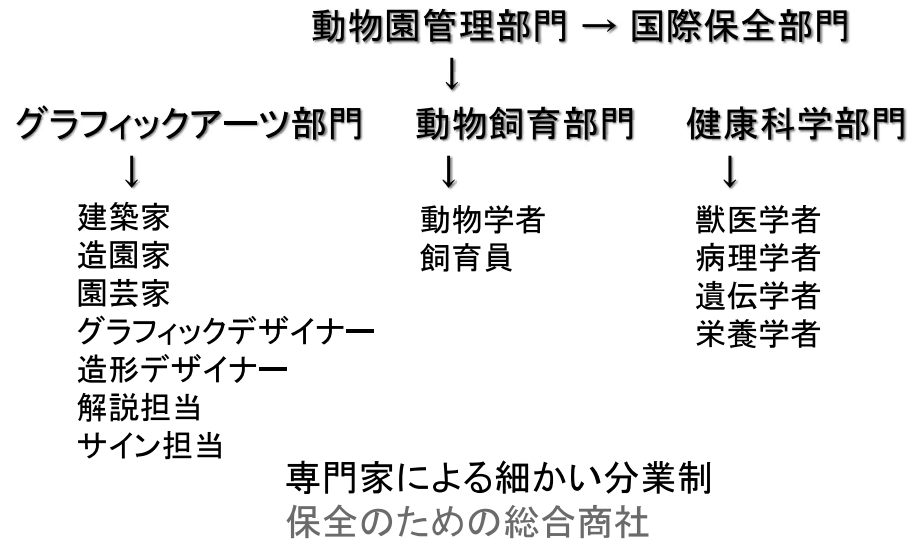 動物園管理部門 → 国際保全部門
↓
グラフィックアーツ部門 動物飼育部門 健康科学部門
↓ ↓ ↓
建築家
造園家
園芸家
グラフィックデザイナー
造形デザイナー
解説担当
サイン担当
動物学者
飼育員
獣医学者
病理学者
遺伝学者
栄養学者
専門家による細かい分業制
保全のための総合商社